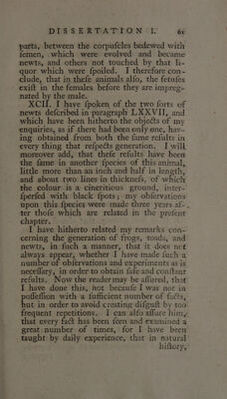 DISSERTATION I. 61
parts, between the corpuscles bedewed with
semen, which were evolved and became
newts, and others not touched by that li-
quor which were spoiled. I therefore con-
clude, that in these animals also, the fetuses
exist in the females before they are impreg-
nated by the male.
XCII. I have spoken of the two sorts of
newts described in paragraph LXXVII, and
which have been hitherto the objects of my
enquiries, as if there had been only one, hav-
ing obtained from both the same results in
every thing that respects generation. I will
moreover add, that these results have been
the same in another species of this animal,
little more than an inch and half in length,
and about two lines in thickness, of which
the colour is a cineritious ground, inter-
spersed with black spots; my observations
upon this species were made three years af-
ter those which are related in the present
chapter.
I have hitherto related my remarks con-
cerning the generation of frogs, toads, and
newts, in such a manner, that it does not
always appear, whether I have made such a
number of observations and experiments as is
necessary, in order to obtain safe and constant
results. Now the reader may be assured, that
I have done this, not because I was not in
possession with a sufficient number of facts,
but in order to avoid creating disgust by too
frequent repetitions. I can also assure him,
that every fact has been seen and examined a
great number of times, for I have been
taught by daily experience, that in natural
history,